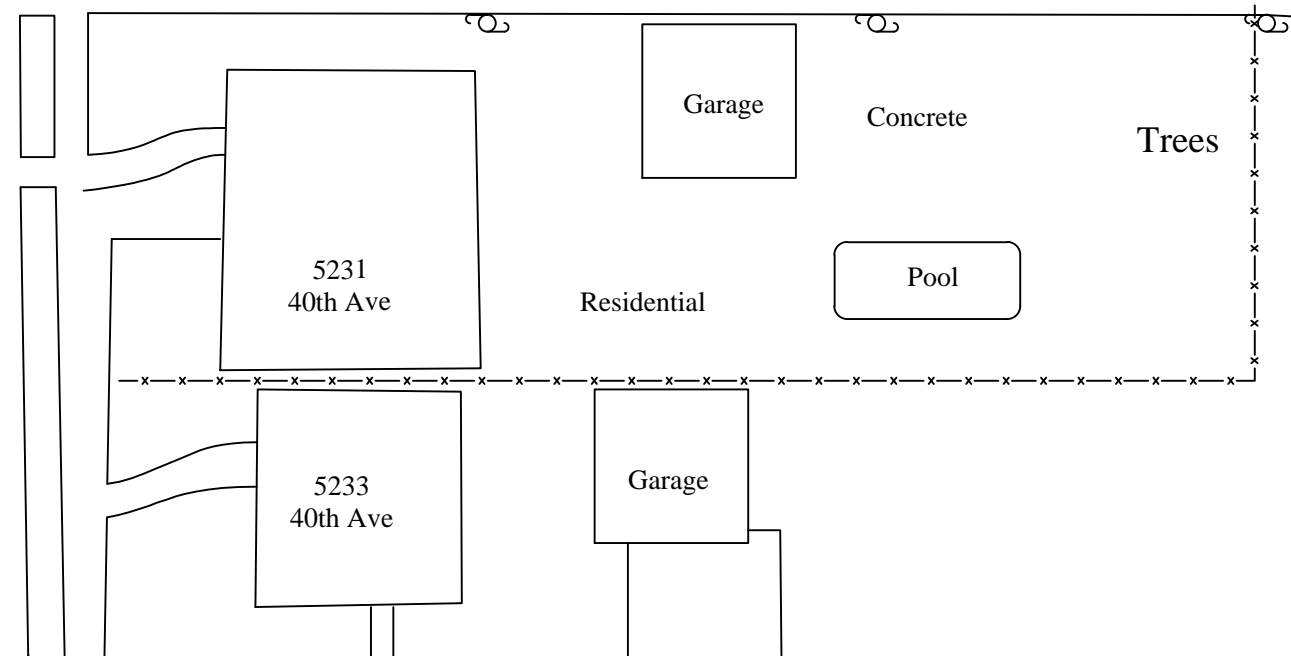 Garage
Concrete
Trees
5231
40th Ave
Residential
Pool
5233
40th Ave
Garage